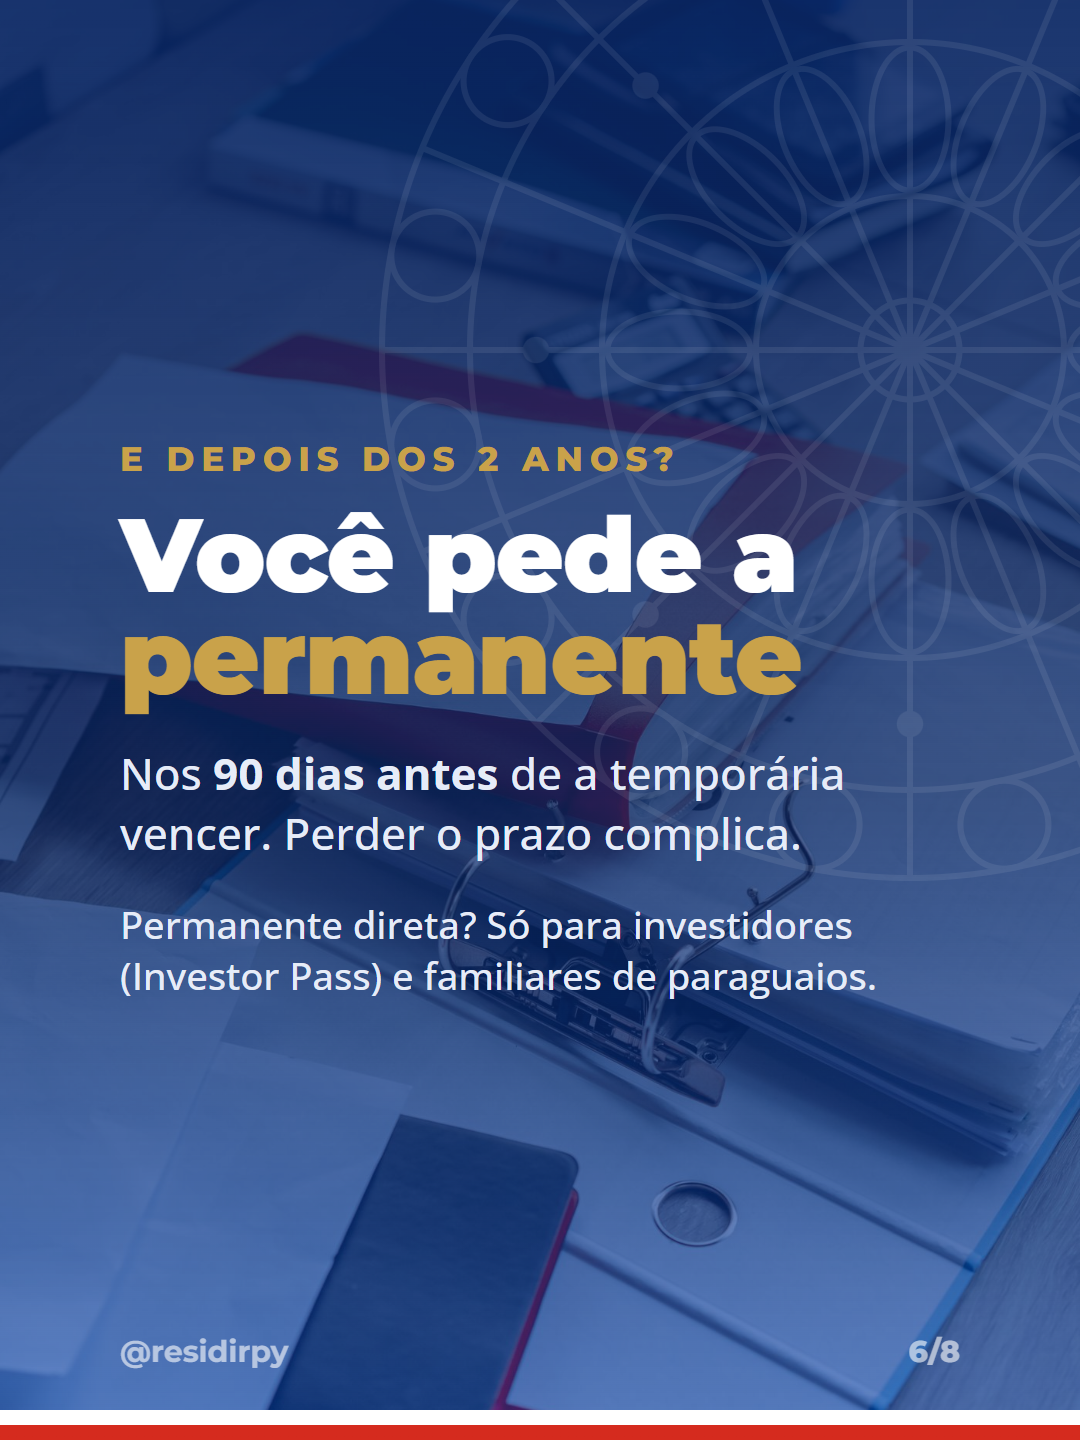 E DEPOIS DOS 2 ANOS?
Você pede a
permanente
Nos 90 dias antes de a temporária
vencer. Perder o prazo complica.
Permanente direta? Só para investidores
(Investor Pass) e familiares de paraguaios.
@residirpy
6/8